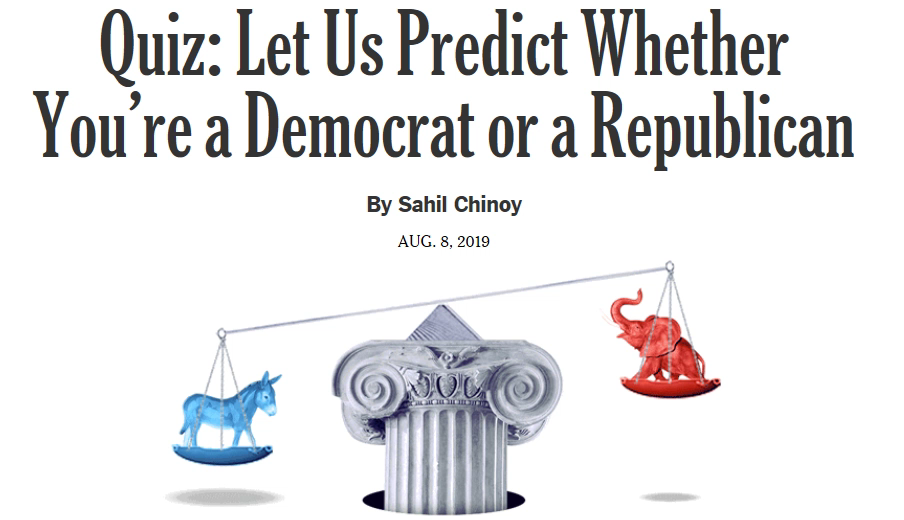 Quiz: Let Us Predict Whether
You’re a Democrat or a Republican
By Sahil Chinoy
AUG. 8, 2019